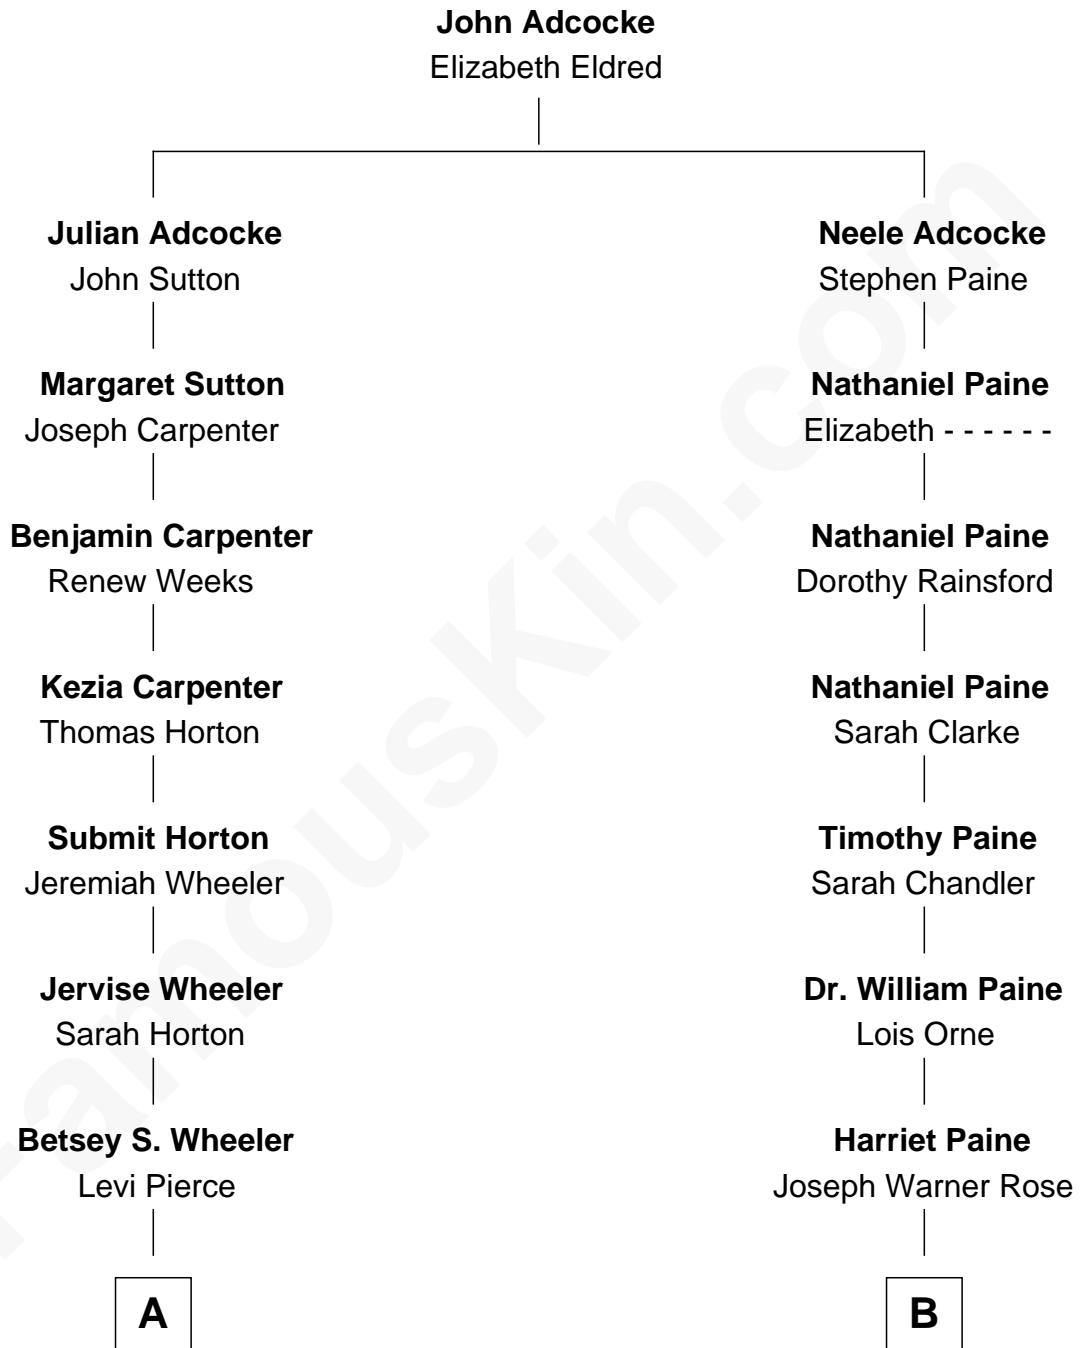 John Adcocke
Elizabeth Eldred
Julian Adcocke
John Sutton
Neele Adcocke
Stephen Paine
Margaret Sutton
Joseph Carpenter
Nathaniel Paine
Elizabeth - - - - - -
Benjamin Carpenter
Renew Weeks
Nathaniel Paine
Dorothy Rainsford
Kezia Carpenter
Thomas Horton
Nathaniel Paine
Sarah Clarke
Submit Horton
Jeremiah Wheeler
Timothy Paine
Sarah Chandler
Jervise Wheeler
Sarah Horton
Dr. William Paine
Lois Orne
Betsey S. Wheeler
Levi Pierce
Harriet Paine
Joseph Warner Rose
A
B
FamousKin.com